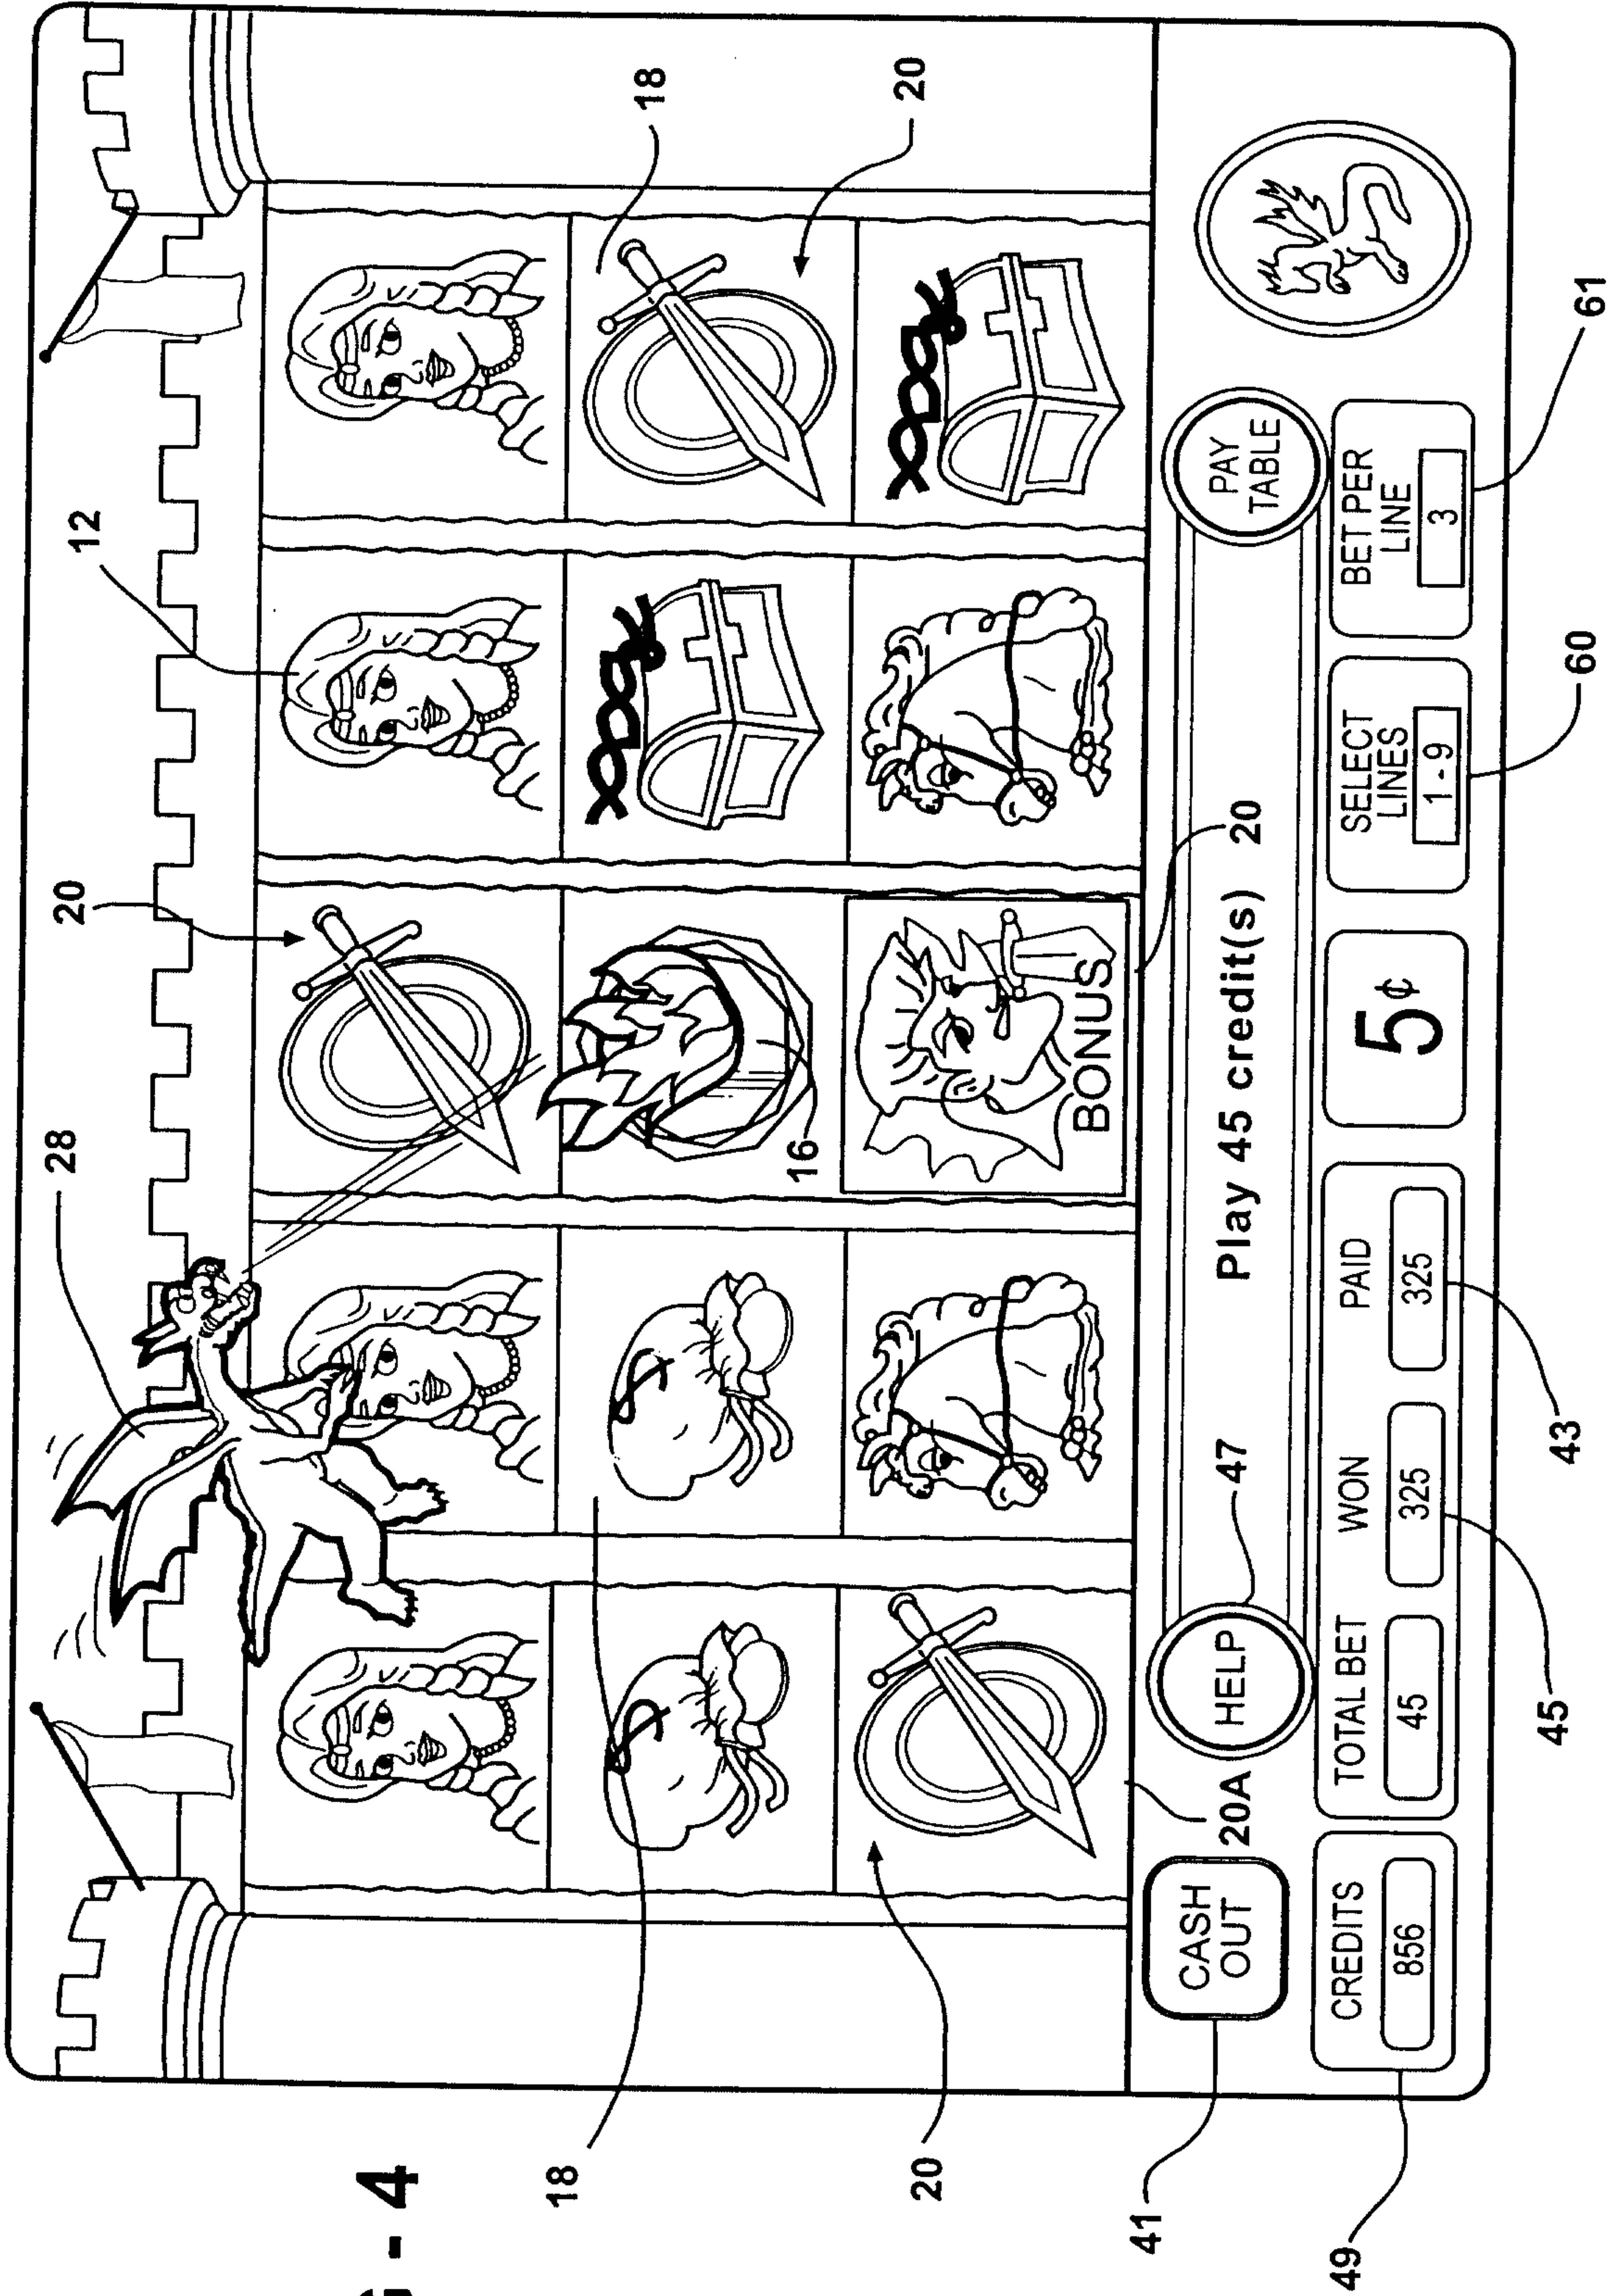 G - 4
28
20
12
18
20
16
18
20
BONUS
41
CASH
OUT
20A
HELP
47
Play 45 credit(s)
20
PAY
TABLE
49
CREDITS
856
TOTAL BET
45
WON
325
PAID
325
5¢
SELECT
LINES
1 - 9
BET PER
LINE
3
45
43
60
61